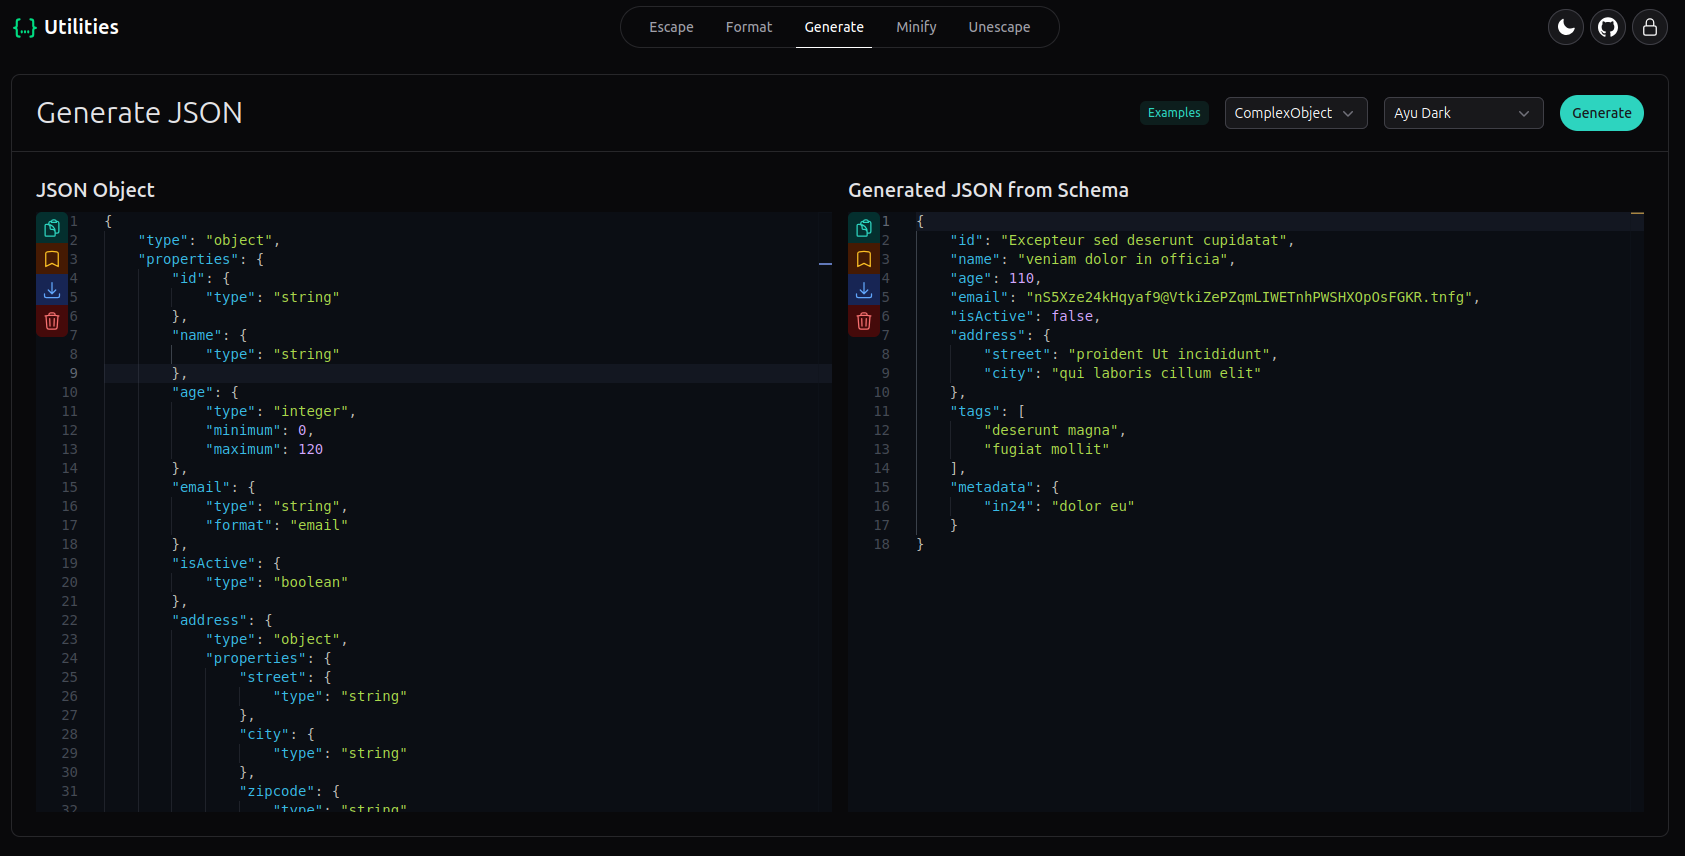 {...} Utilities
Escape Format Generate Minify Unescape
Generate JSON
Examples ComplexObject Ayu Dark Generate
JSON Object
1 {
2 "type": "object",
3 "properties": {
4 "id": {
5 "type": "string"
6 },
7 "name": {
8 "type": "string"
9 },
10 "age": {
11 "type": "integer",
12 "minimum": 0,
13 "maximum": 120
14 },
15 "email": {
16 "type": "string",
17 "format": "email"
18 },
19 "isActive": {
20 "type": "boolean"
21 },
22 "address": {
23 "type": "object",
24 "properties": {
25 "street": {
26 "type": "string"
27 },
28 "city": {
29 "type": "string"
30 },
31 "zipcode": {
32 "type": "string"
Generated JSON from Schema
1 {
2 "id": "Excepteur sed deserunt cupidatat",
3 "name": "veniam dolor in officia",
4 "age": 110,
5 "email": "nS5Xze24kHqyaf9@VtkiZePZqmLIWETnhPWSHXOpOsFGKR.tnfg",
6 "isActive": false,
7 "address": {
8 "street": "proident Ut incididunt",
9 "city": "qui laboris cillum elit"
10 },
11 "tags": [
12 "deserunt magna",
13 "fugiat mollit"
14 ],
15 "metadata": {
16 "in24": "dolor eu"
17 }
18 }